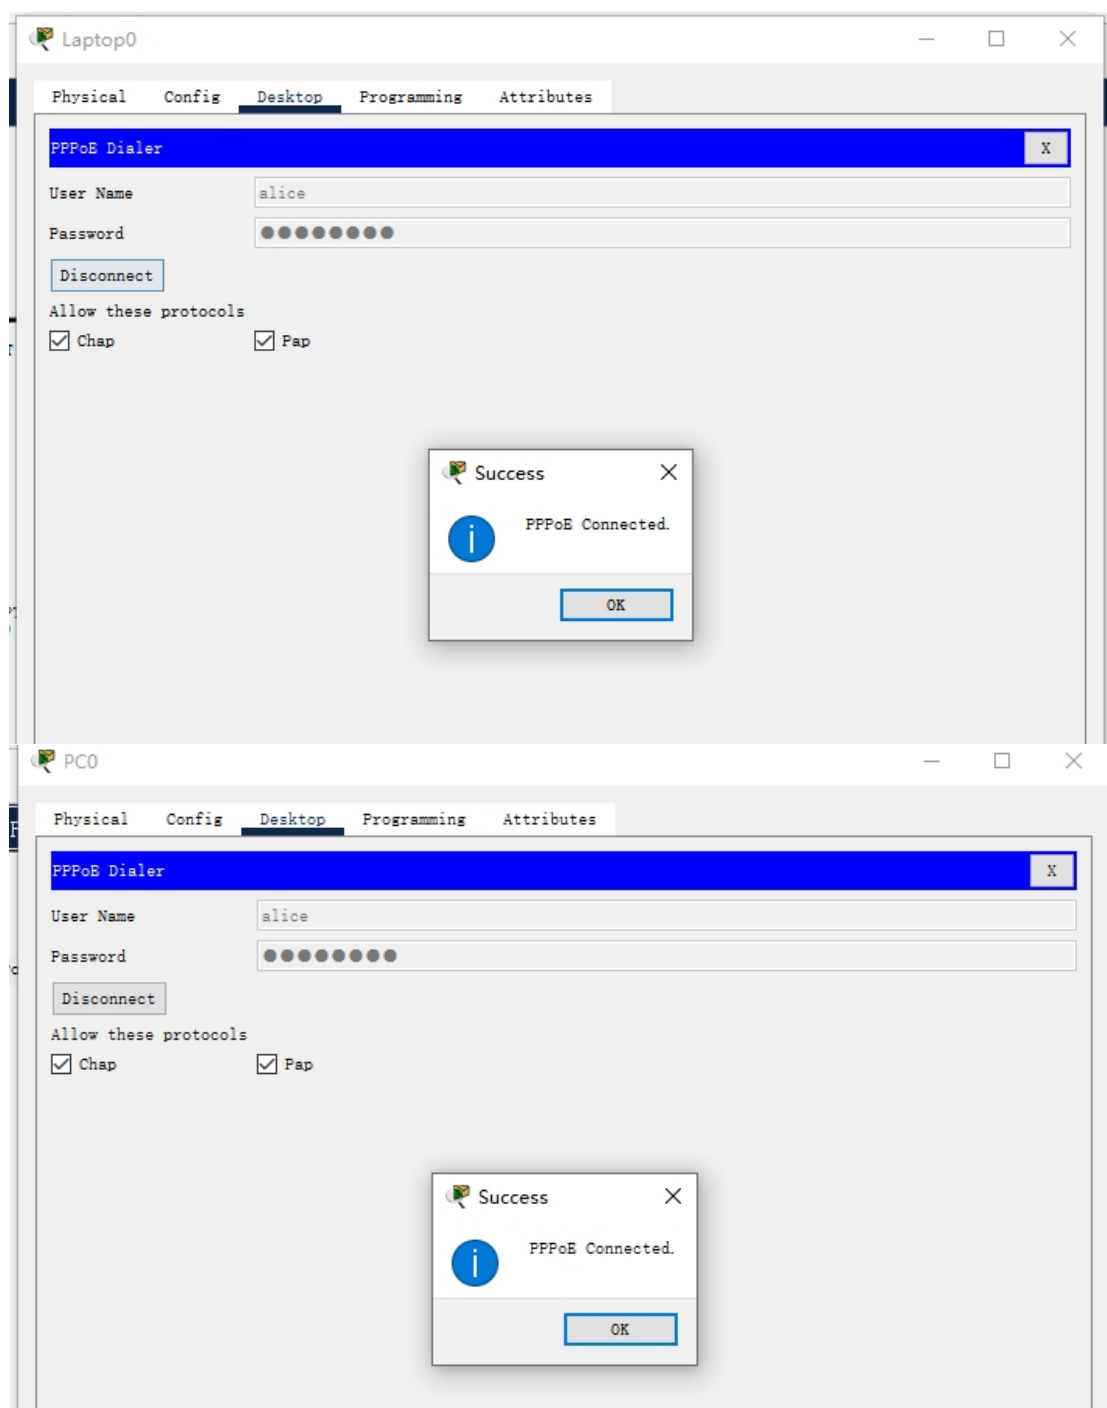 Laptop0
Physical Config Desktop Programming Attributes
PPPoE Dialer X
User Name alice
Password ●●●●●●●●
Disconnect
Allow these protocols
Chap Pap
Success
PPPoE Connected.
OK
PC0
Physical Config Desktop Programming Attributes
PPPoE Dialer X
User Name alice
Password ●●●●●●●●
Disconnect
Allow these protocols
Chap Pap
Success
PPPoE Connected.
OK